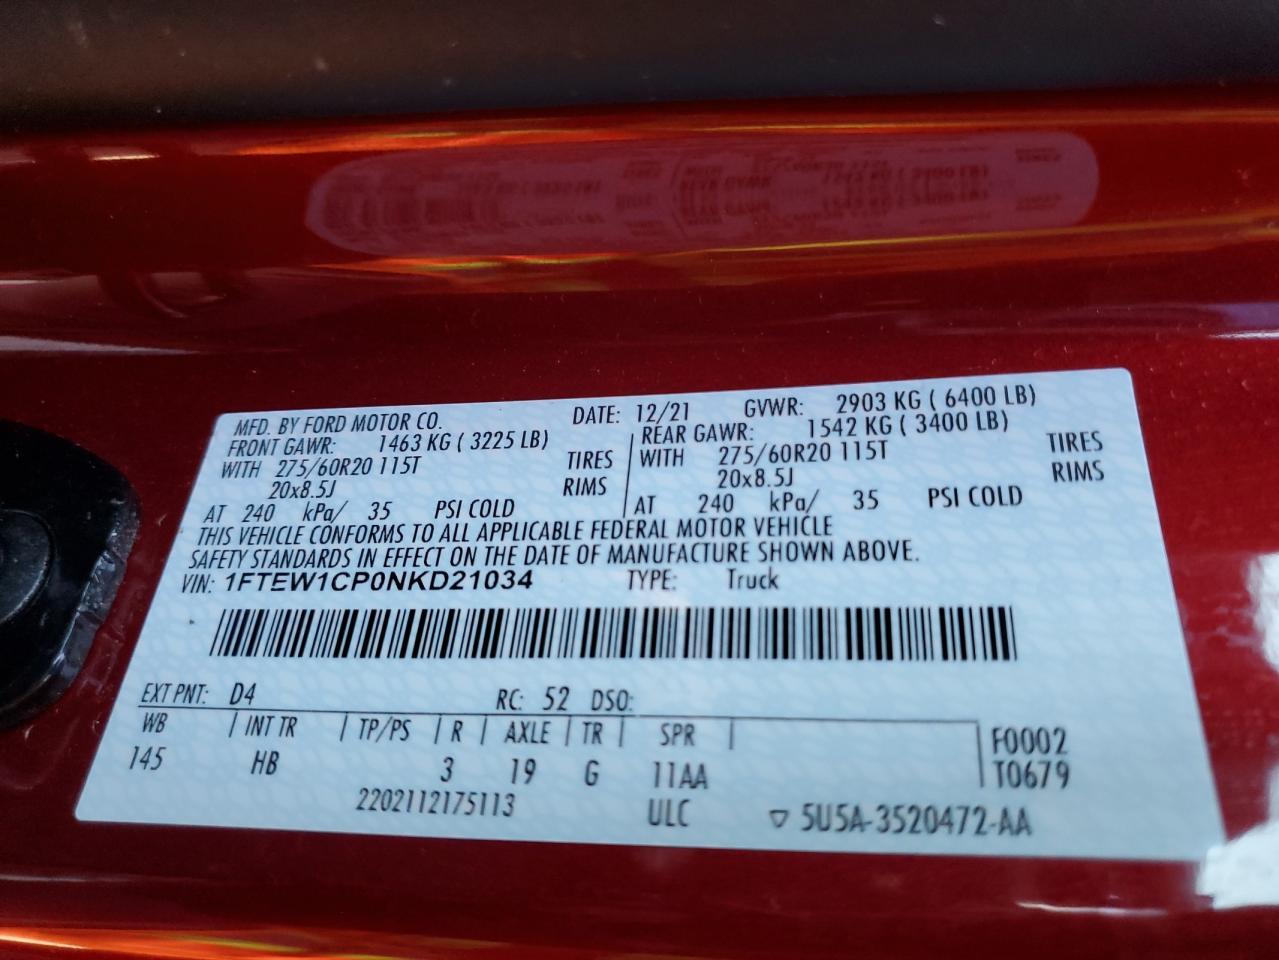 MFD. BY FORD MOTOR CO. DATE: 12/21 GVWR: 2903 KG ( 6400 LB)
FRONT GAWR: 1463 KG ( 3225 LB) REAR GAWR: 1542 KG ( 3400 LB)
WITH 275/60R20 115T TIRES WITH 275/60R20 115T TIRES
20x8.5J RIMS 20x8.5J RIMS
AT 240 kPa/ 35 PSI COLD AT 240 kPa/ 35 PSI COLD
THIS VEHICLE CONFORMS TO ALL APPLICABLE FEDERAL MOTOR VEHICLE
SAFETY STANDARDS IN EFFECT ON THE DATE OF MANUFACTURE SHOWN ABOVE.
VIN: 1FTEW1CP0NKD21034 TYPE: Truck
EXT PNT: D4 RC: 52 DSO:
WB INT TR TP/PS R AXLE TR SPR F0002
145 HB 3 19 G 11AA T0679
2202112175113 ULC ▽ 5U5A-3520472-AA